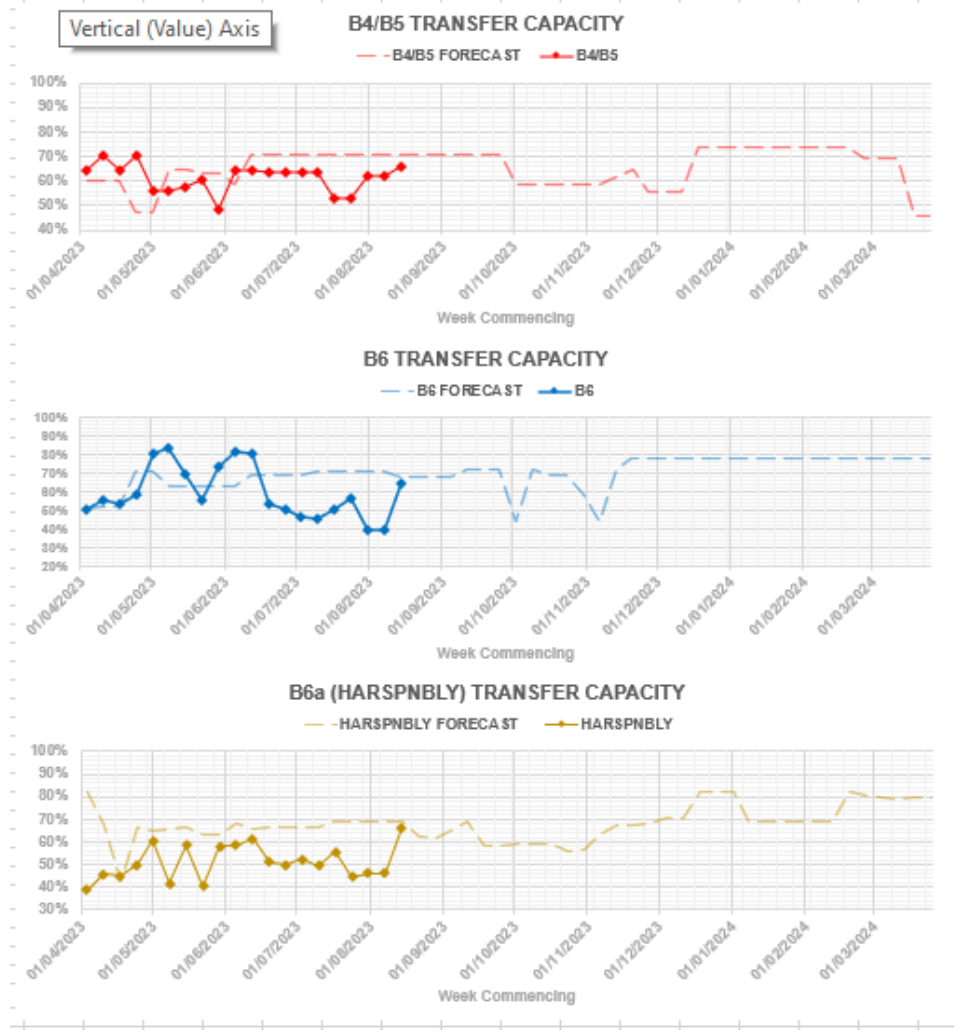 Vertical (Value) Axis
B4/B5 TRANSFER CAPACITY
B4/B5 FORECAST B4/B5
100%
90%
80%
70%
60%
50%
40%
01/04/2023 01/05/2023 01/06/2023 01/07/2023 01/08/2023 01/09/2023 01/10/2023 01/11/2023 01/12/2023 01/01/2024 01/02/2024 01/03/2024
Week Commencing
B6 TRANSFER CAPACITY
B6 FORECAST B6
100%
90%
80%
70%
60%
50%
40%
30%
20%
01/04/2023 01/05/2023 01/06/2023 01/07/2023 01/08/2023 01/09/2023 01/10/2023 01/11/2023 01/12/2023 01/01/2024 01/02/2024 01/03/2024
Week Commencing
B6a (HARSPNBLY) TRANSFER CAPACITY
HARSPNBLY FORECAST HARSPNBLY
100%
90%
80%
70%
60%
50%
40%
30%
01/04/2023 01/05/2023 01/06/2023 01/07/2023 01/08/2023 01/09/2023 01/10/2023 01/11/2023 01/12/2023 01/01/2024 01/02/2024 01/03/2024
Week Commencing